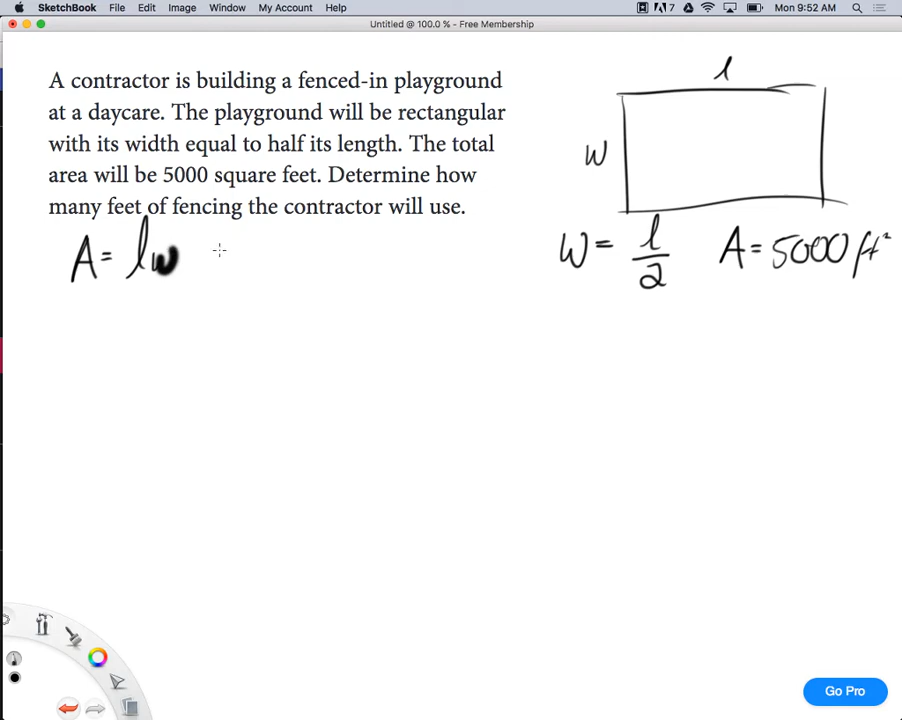 SketchBook File Edit Image Window My Account Help 7 Mon 9:52 AM
Untitled @ 100.0 % - Free Membership
A contractor is building a fenced-in playground
at a daycare. The playground will be rectangular
with its width equal to half its length. The total
area will be 5000 square feet. Determine how
many feet of fencing the contractor will use.
l
w
A = lw
w = l/2 A = 5000 ft²
Go Pro